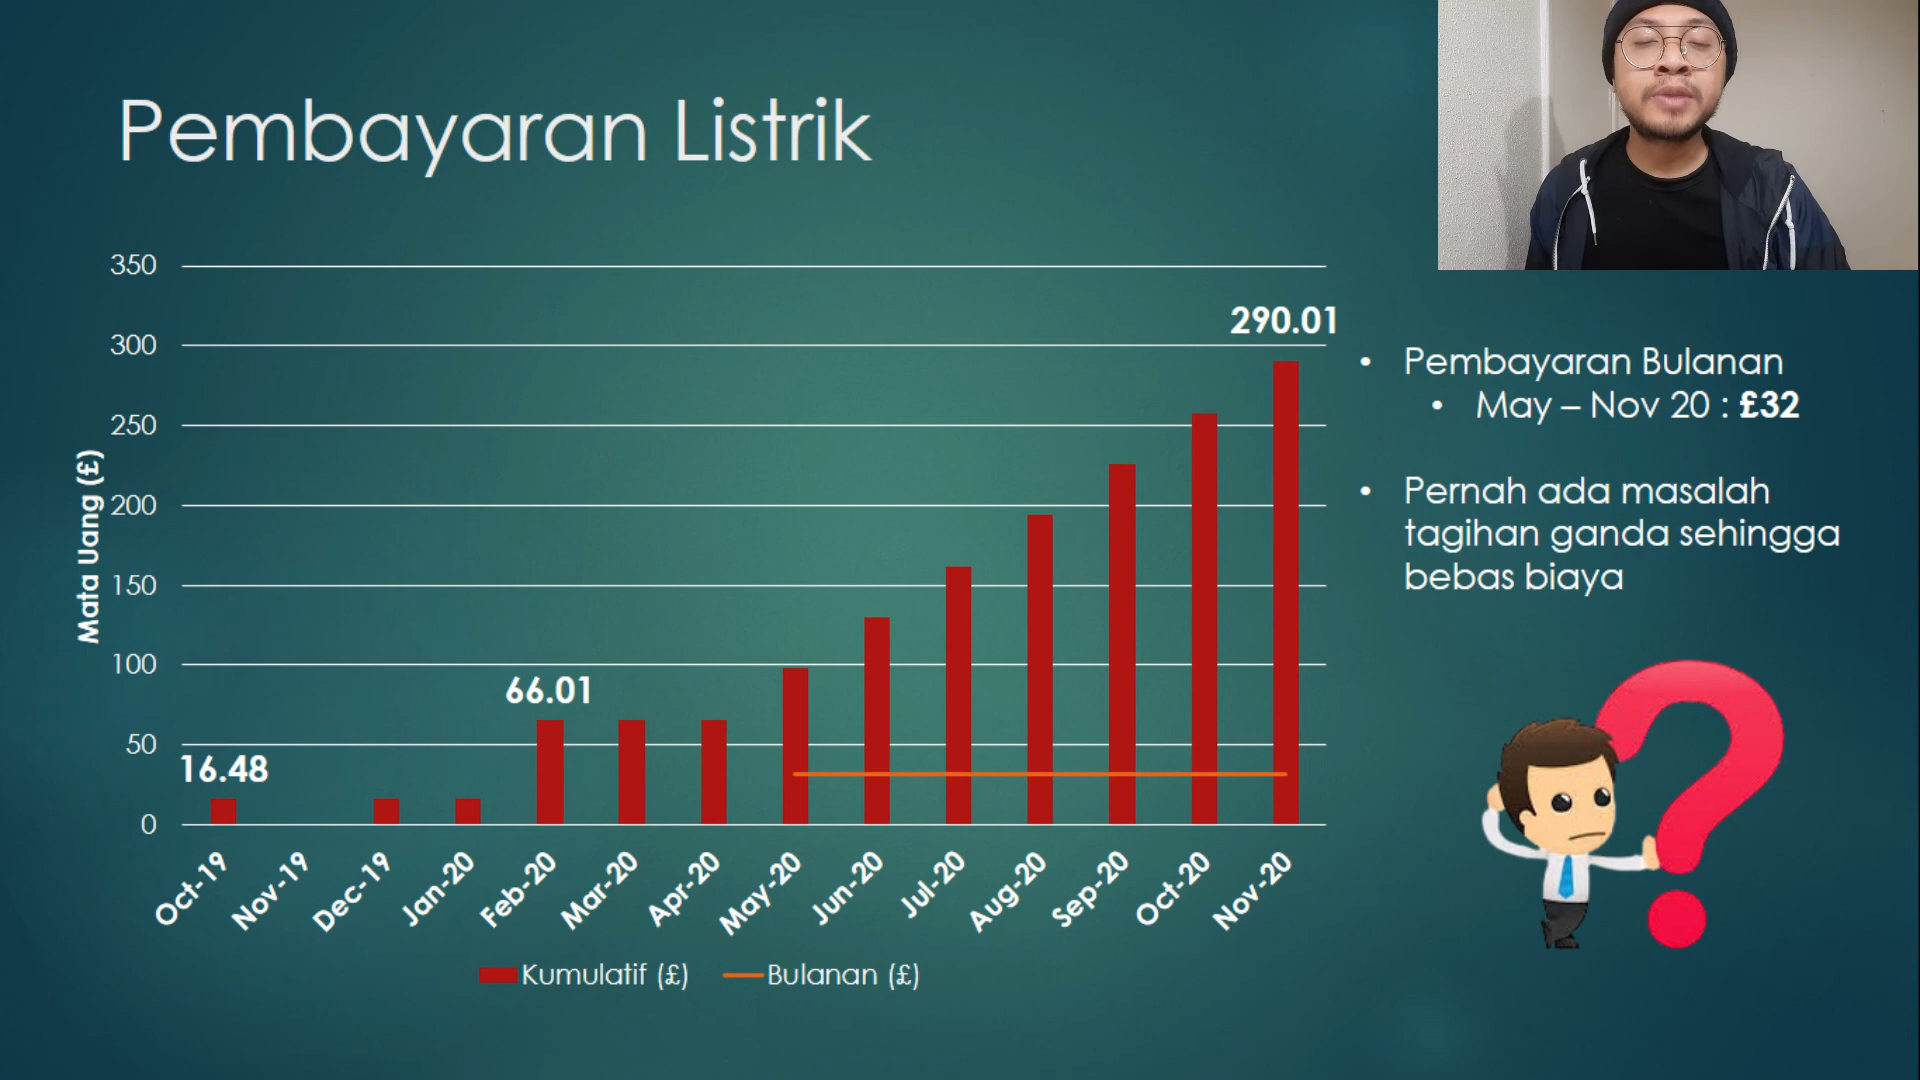 Pembayaran Listrik
350
300
250
200
150
100
50
0
Mata Uang (£)
16.48
66.01
290.01
Oct-19
Nov-19
Dec-19
Jan-20
Feb-20
Mar-20
Apr-20
May-20
Jun-20
Jul-20
Aug-20
Sep-20
Oct-20
Nov-20
Kumulatif (£)
Bulanan (£)
• Pembayaran Bulanan
• May – Nov 20 : £32
• Pernah ada masalah
tagihan ganda sehingga
bebas biaya